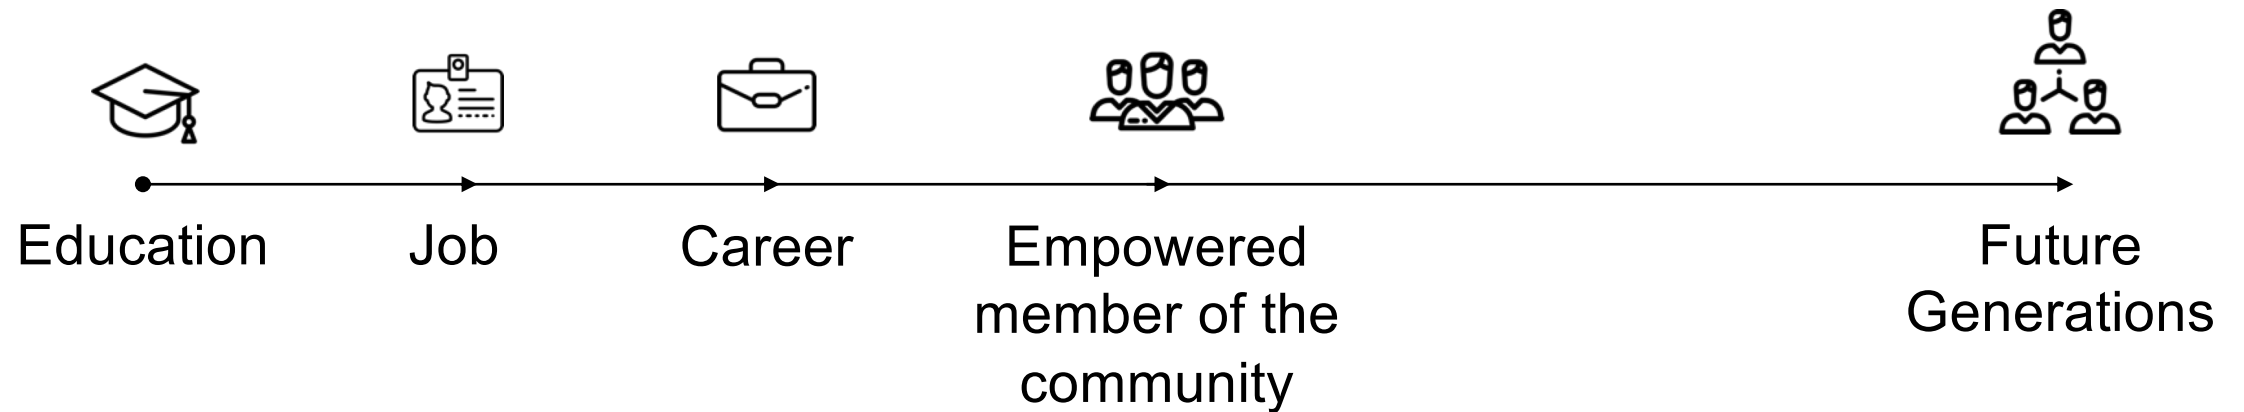 Education
Job
Career
Empowered
member of the
community
Future
Generations